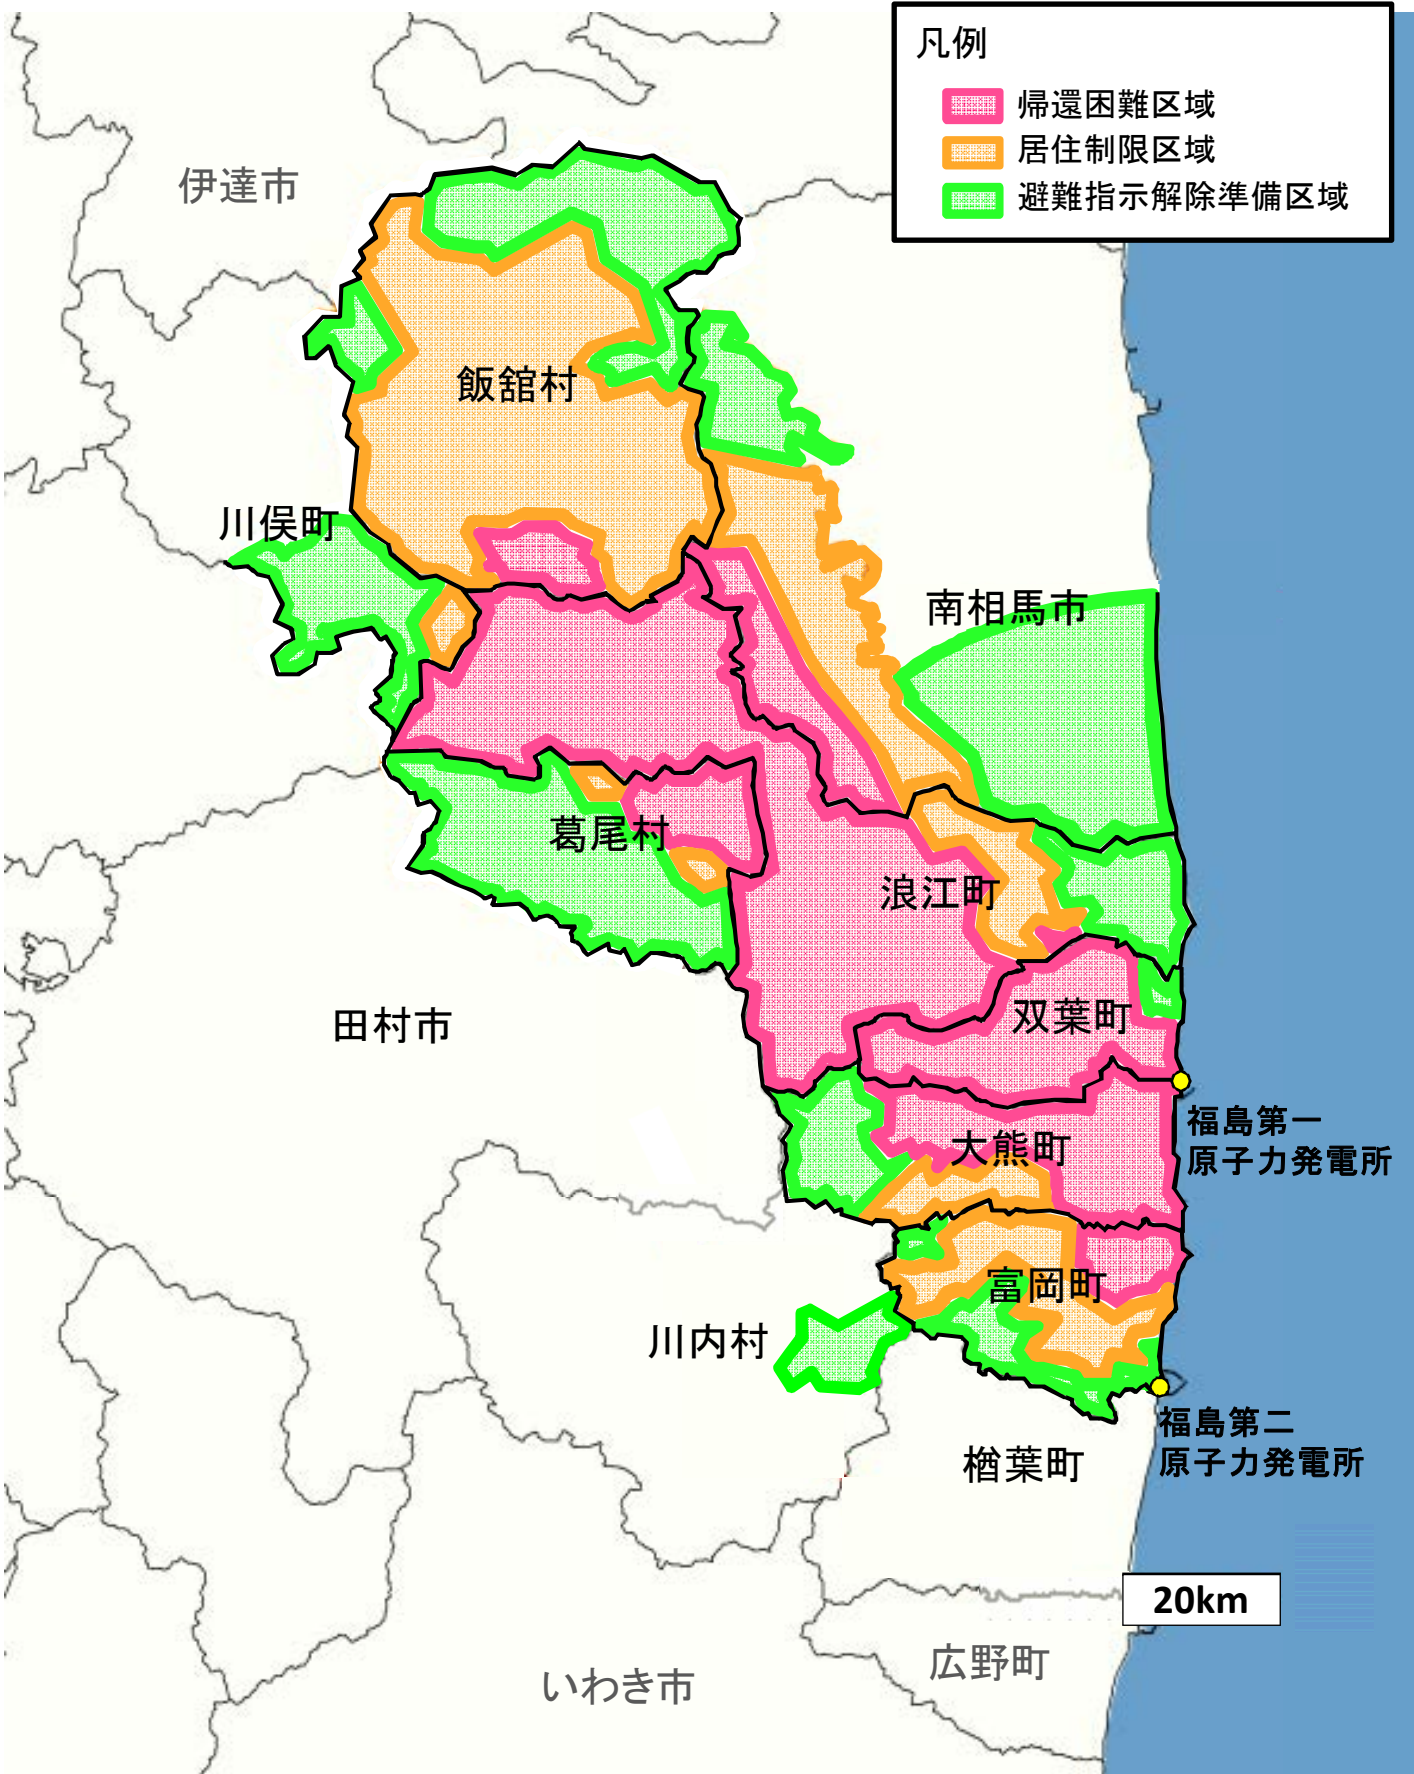 凡例
帰還困難区域
居住制限区域
避難指示解除準備区域
伊達市
飯舘村
川俣町
南相馬市
葛尾村
浪江町
双葉町
田村市
福島第一
原子力発電所
大熊町
富岡町
川内村
福島第二
原子力発電所
楢葉町
20km
広野町
いわき市